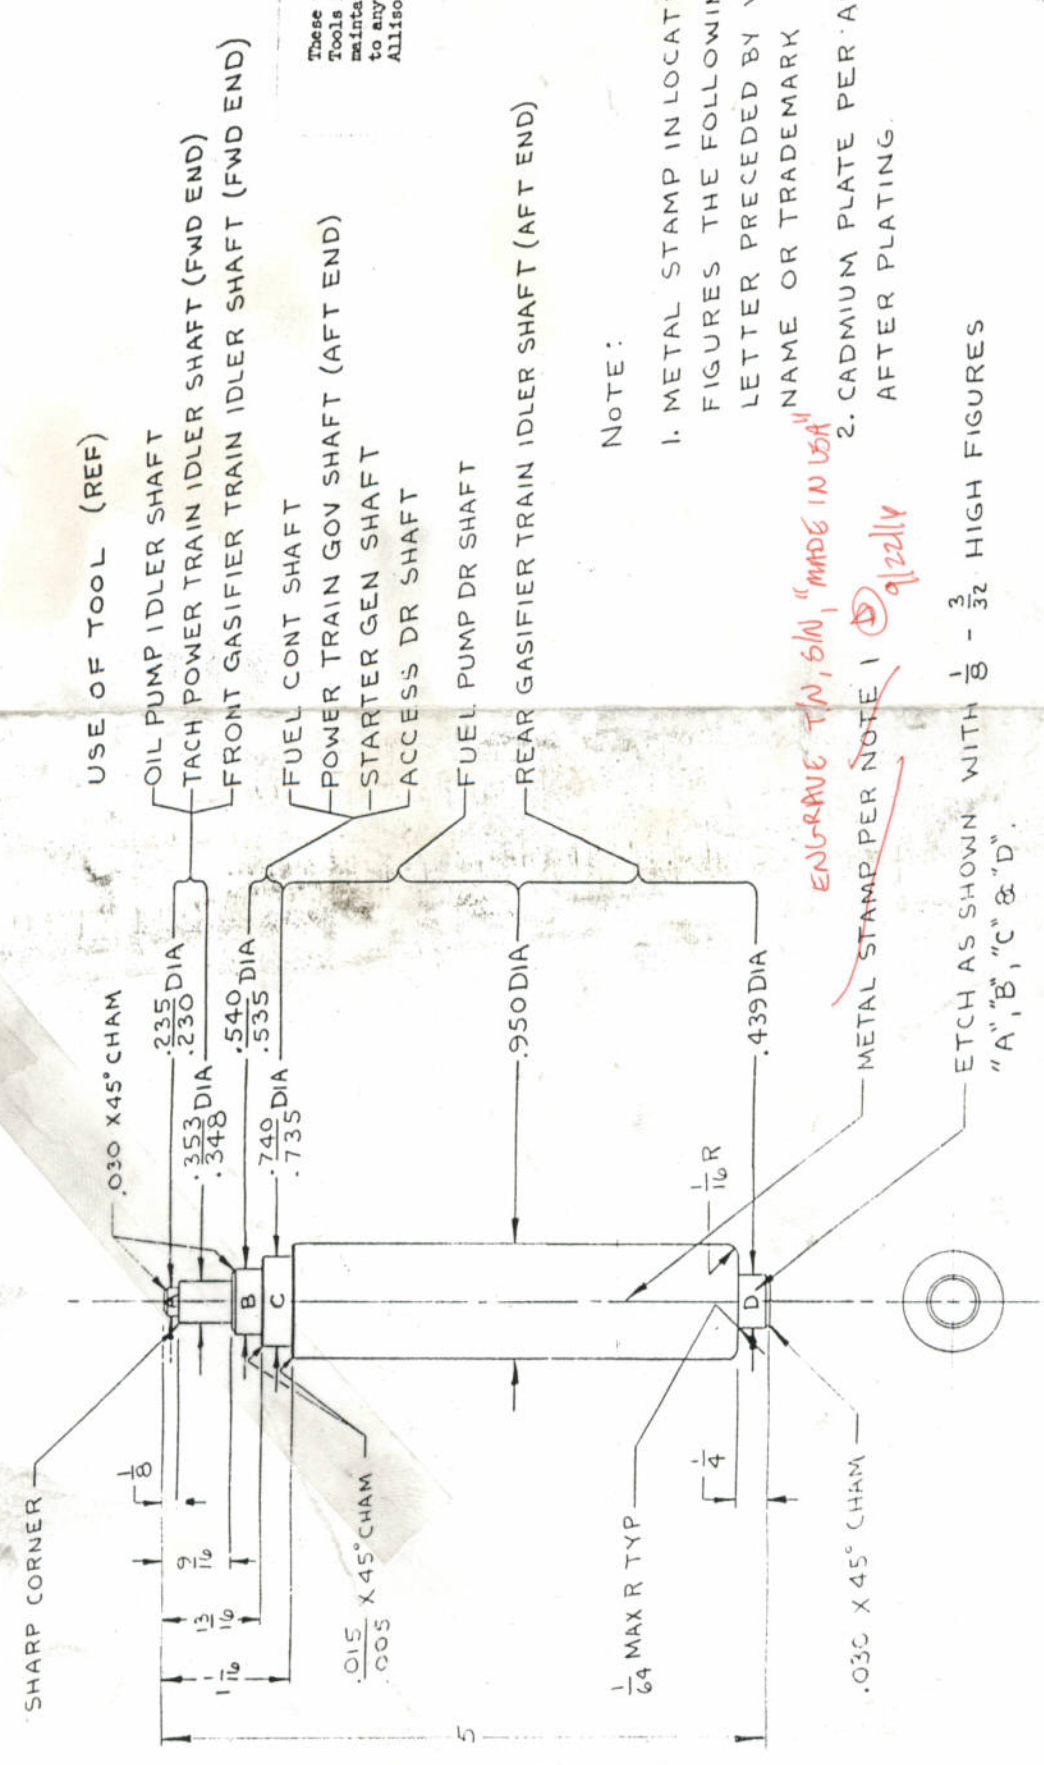 These
Tools
mainta
to any
Alliso
USE OF TOOL (REF)
OIL PUMP IDLER SHAFT
TACH POWER TRAIN IDLER SHAFT (FWD END)
FRONT GASIFIER TRAIN IDLER SHAFT (FWD END)
FUEL CONT SHAFT
POWER TRAIN GOV SHAFT (AFT END)
STARTER GEN SHAFT
ACCESS DR SHAFT
FUEL PUMP DR SHAFT
REAR GASIFIER TRAIN IDLER SHAFT (AFT END)
SHARP CORNER
.030 X 45° CHAM
.235
.230 DIA
.353
.348 DIA
.540
.535 DIA
.740
.735 DIA
.950 DIA
.439 DIA
A
B
C
D
1/8
9/16
13/16
1 1/16
5
.015
.005 X 45° CHAM
1/64 MAX R TYP
1/16 R
1/4
.030 X 45° CHAM
NOTE:
1. METAL STAMP IN LOCAT
FIGURES THE FOLLOWIN
LETTER PRECEDED BY
NAME OR TRADEMARK
2. CADMIUM PLATE PER A
AFTER PLATING.
ENGRAVE T/N, S/N, "MADE IN USA"
D
9/22/14
METAL STAMP PER NOTE 1
ETCH AS SHOWN WITH 1/8 - 3/32 HIGH FIGURES
"A", "B", "C" & "D".